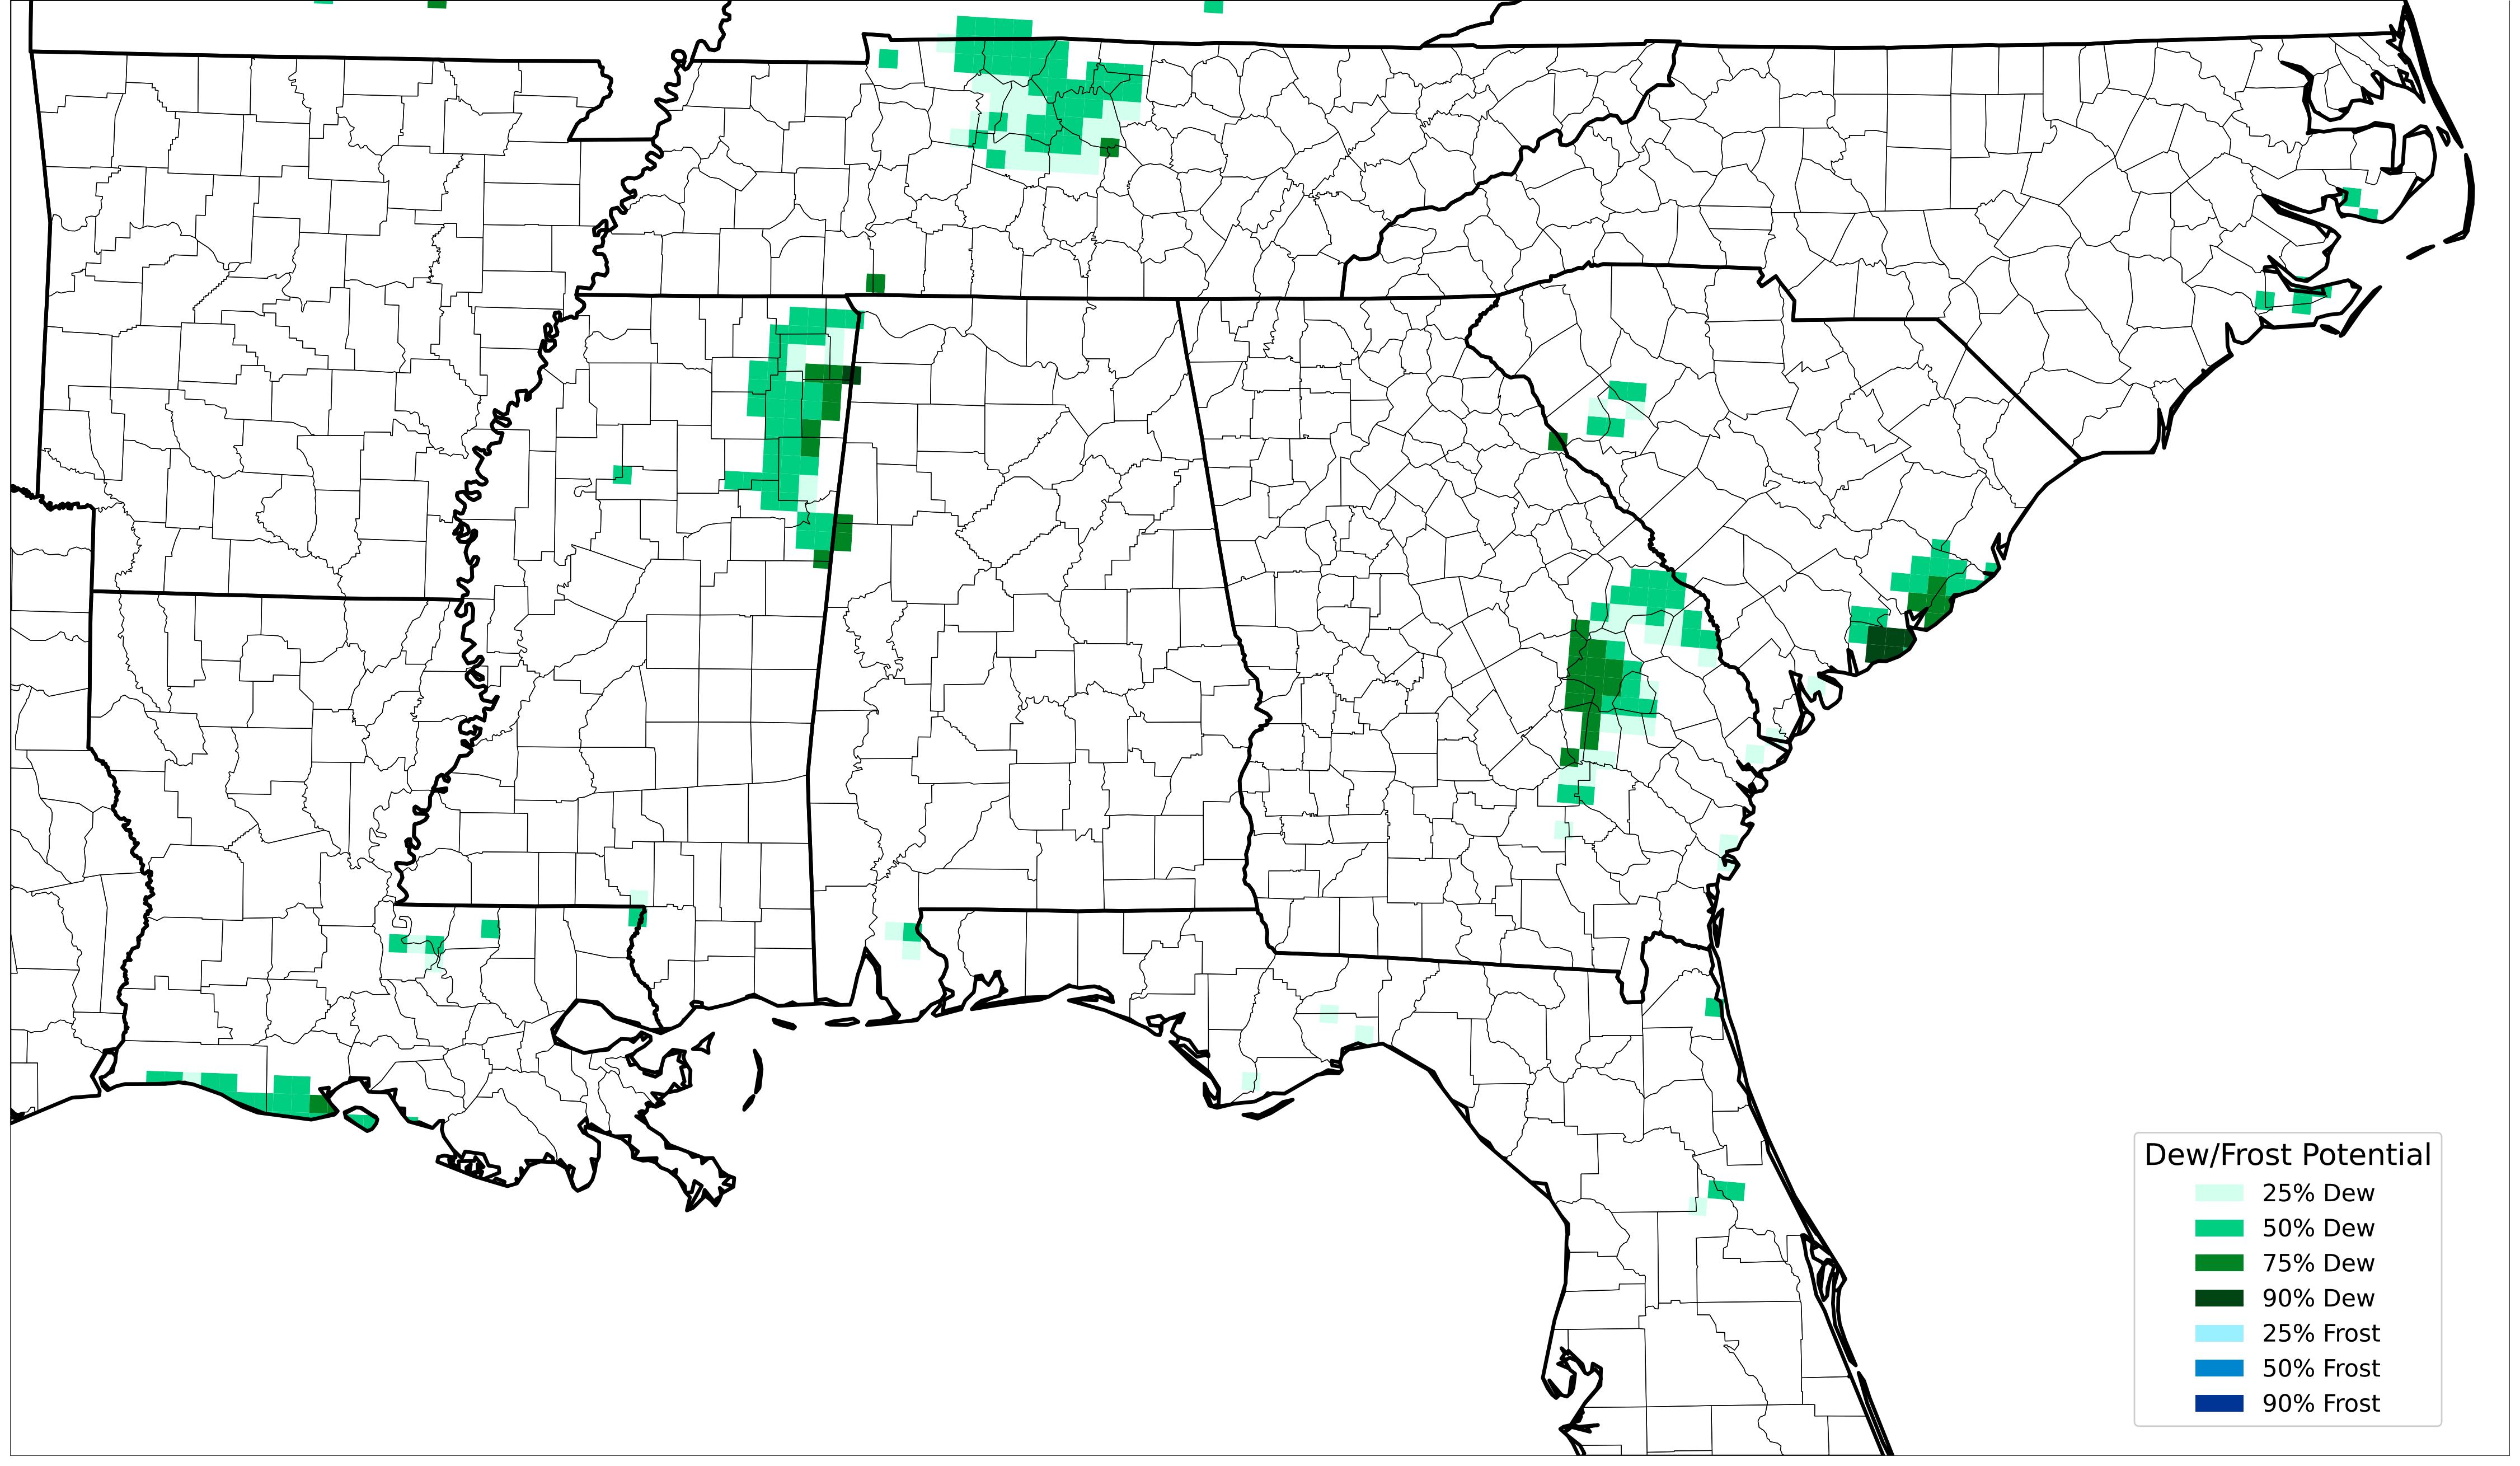 Dew/Frost Potential
25% Dew
50% Dew
75% Dew
90% Dew
25% Frost
50% Frost
90% Frost